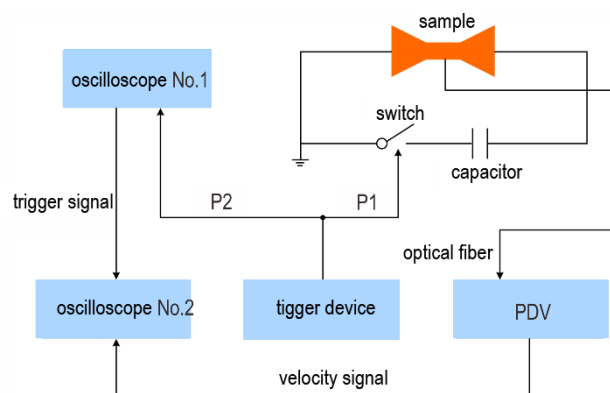 sample
oscilloscope No.1
switch
capacitor
P2
P1
trigger signal
optical fiber
oscilloscope No.2
tigger device
PDV
velocity signal